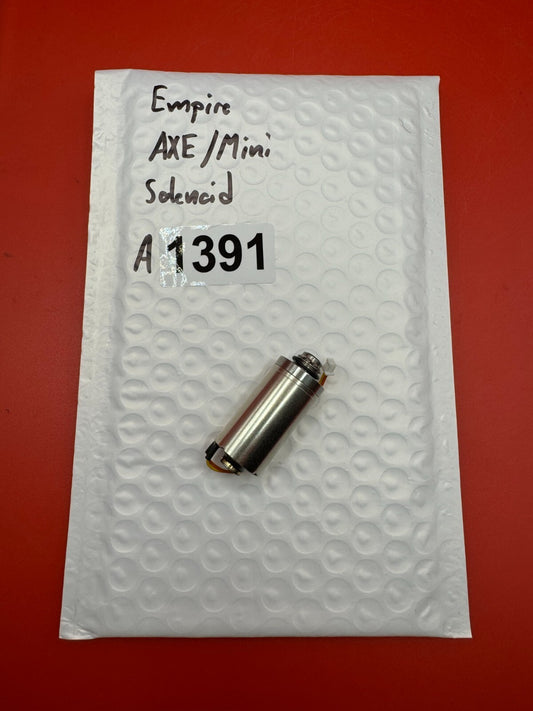 Empire
AXE/Mini
Solenoid
A 1391